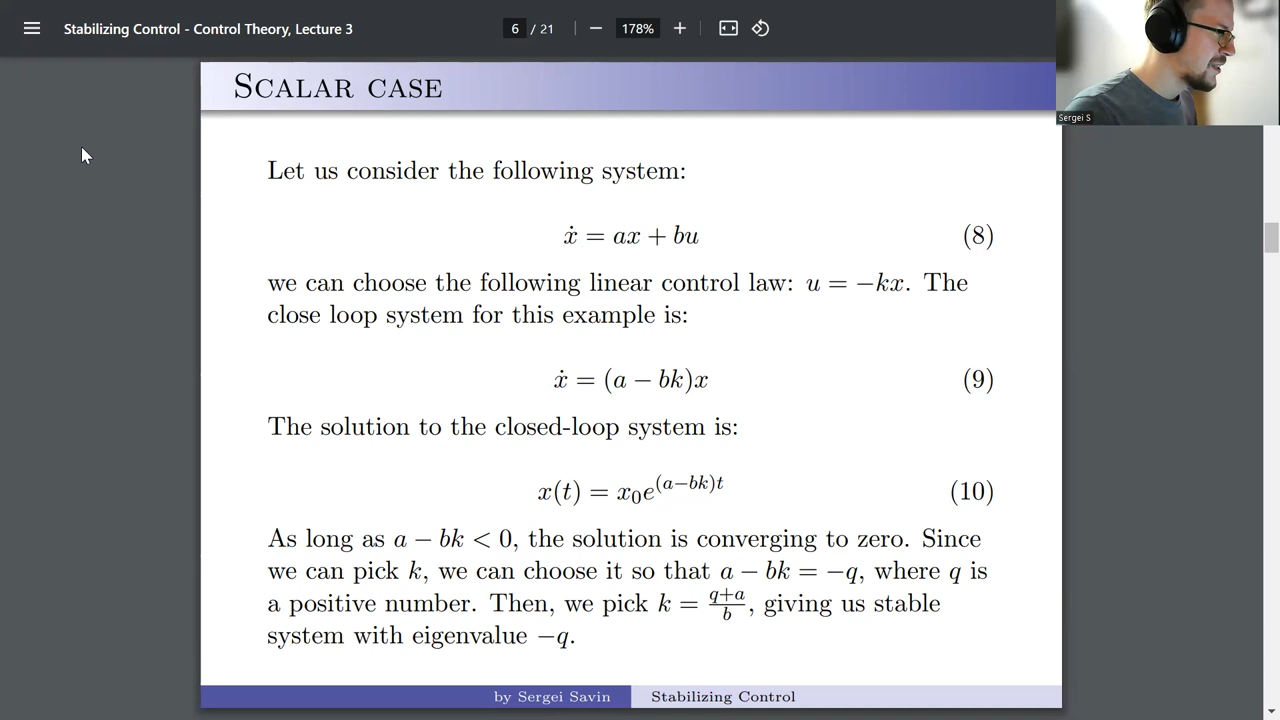 Stabilizing Control - Control Theory, Lecture 3
6 / 21
178%
Sergei S
SCALAR CASE
Let us consider the following system:
ẋ = ax + bu (8)
we can choose the following linear control law: u = −kx. The
close loop system for this example is:
ẋ = (a − bk)x (9)
The solution to the closed-loop system is:
x(t) = x₀e^(a−bk)t (10)
As long as a − bk < 0, the solution is converging to zero. Since
we can pick k, we can choose it so that a − bk = −q, where q is
a positive number. Then, we pick k = (q+a)/b, giving us stable
system with eigenvalue −q.
by Sergei Savin Stabilizing Control